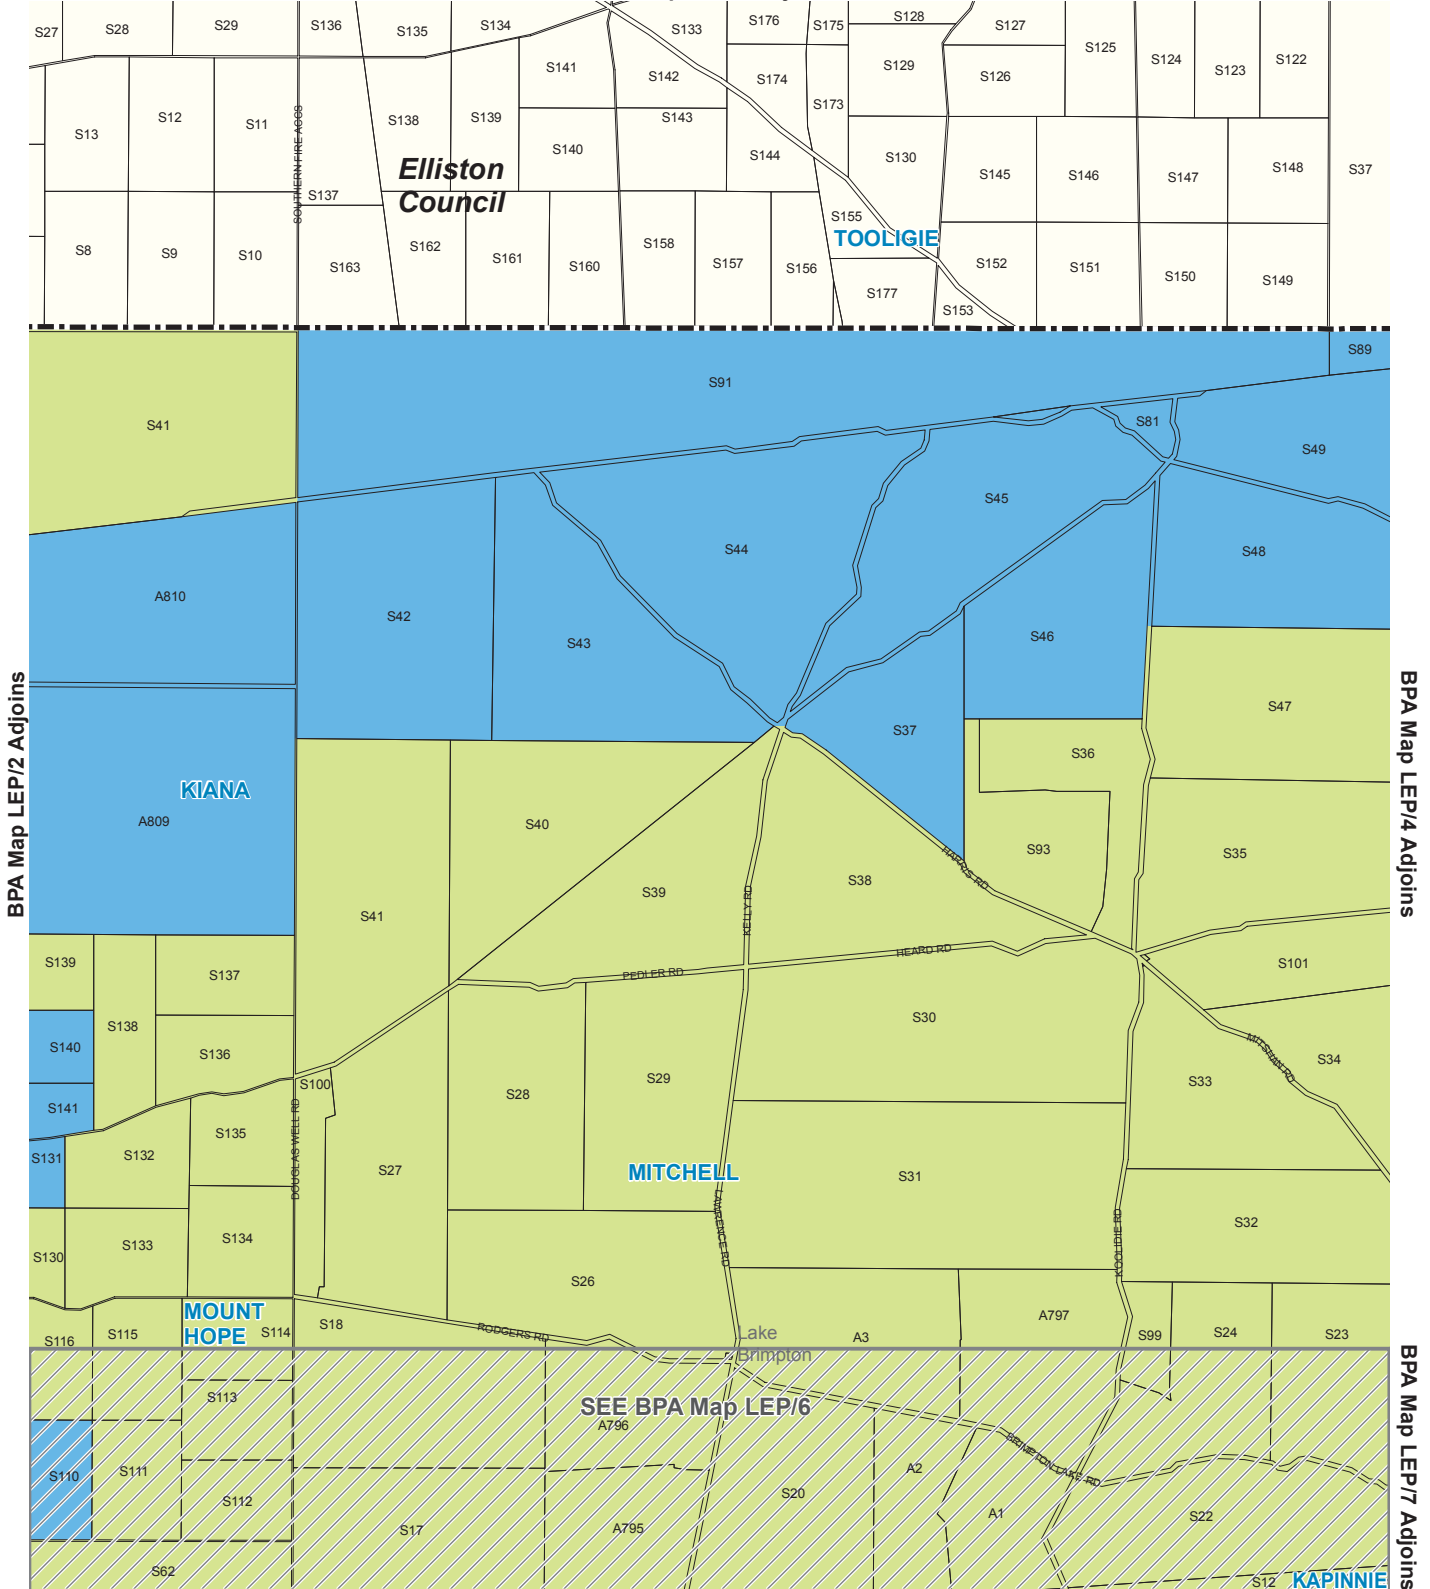 S27
S28
S29
S136
S135
S134
S133
S176
S175
S128
S127
S125
S124
S123
S122
S141
S142
S174
S129
S126
S173
S13
S12
S11
SOUTHERN FIRE ACCS
S138
S139
S143
S140
S144
S130
S145
S146
S147
S148
S37
Elliston
Council
S137
S155
TOOLIGIE
S8
S9
S10
S163
S162
S161
S160
S158
S157
S156
S177
S152
S151
S150
S149
S153
S89
S91
S41
S81
S49
S45
S44
S48
A810
S42
S43
S46
S47
S37
S36
BPA Map LEP/2 Adjoins
BPA Map LEP/4 Adjoins
KIANA
A809
S40
S39
S38
HARRIS RD
S93
S35
S41
KELLY RD
HEARD RD
PEDLER RD
S139
S137
S138
S101
S140
S136
S30
MITSHAN RD
S34
S100
S28
S29
S33
S141
S135
DOUGLAS WELL RD
S131
S132
S27
MITCHELL
S31
LAWRENCE RD
S32
KOOLIDIE RD
S130
S133
S134
S26
MOUNT
HOPE
S116
S115
S114
S18
RODGERS RD
Lake
Brimpton
A3
A797
S99
S24
S23
SEE BPA Map LEP/6
S113
A796
BRIMPTON LAKE RD
BPA Map LEP/7 Adjoins
S110
S111
S112
S20
A2
A1
S22
S17
A795
S62
S12
KAPINNIE